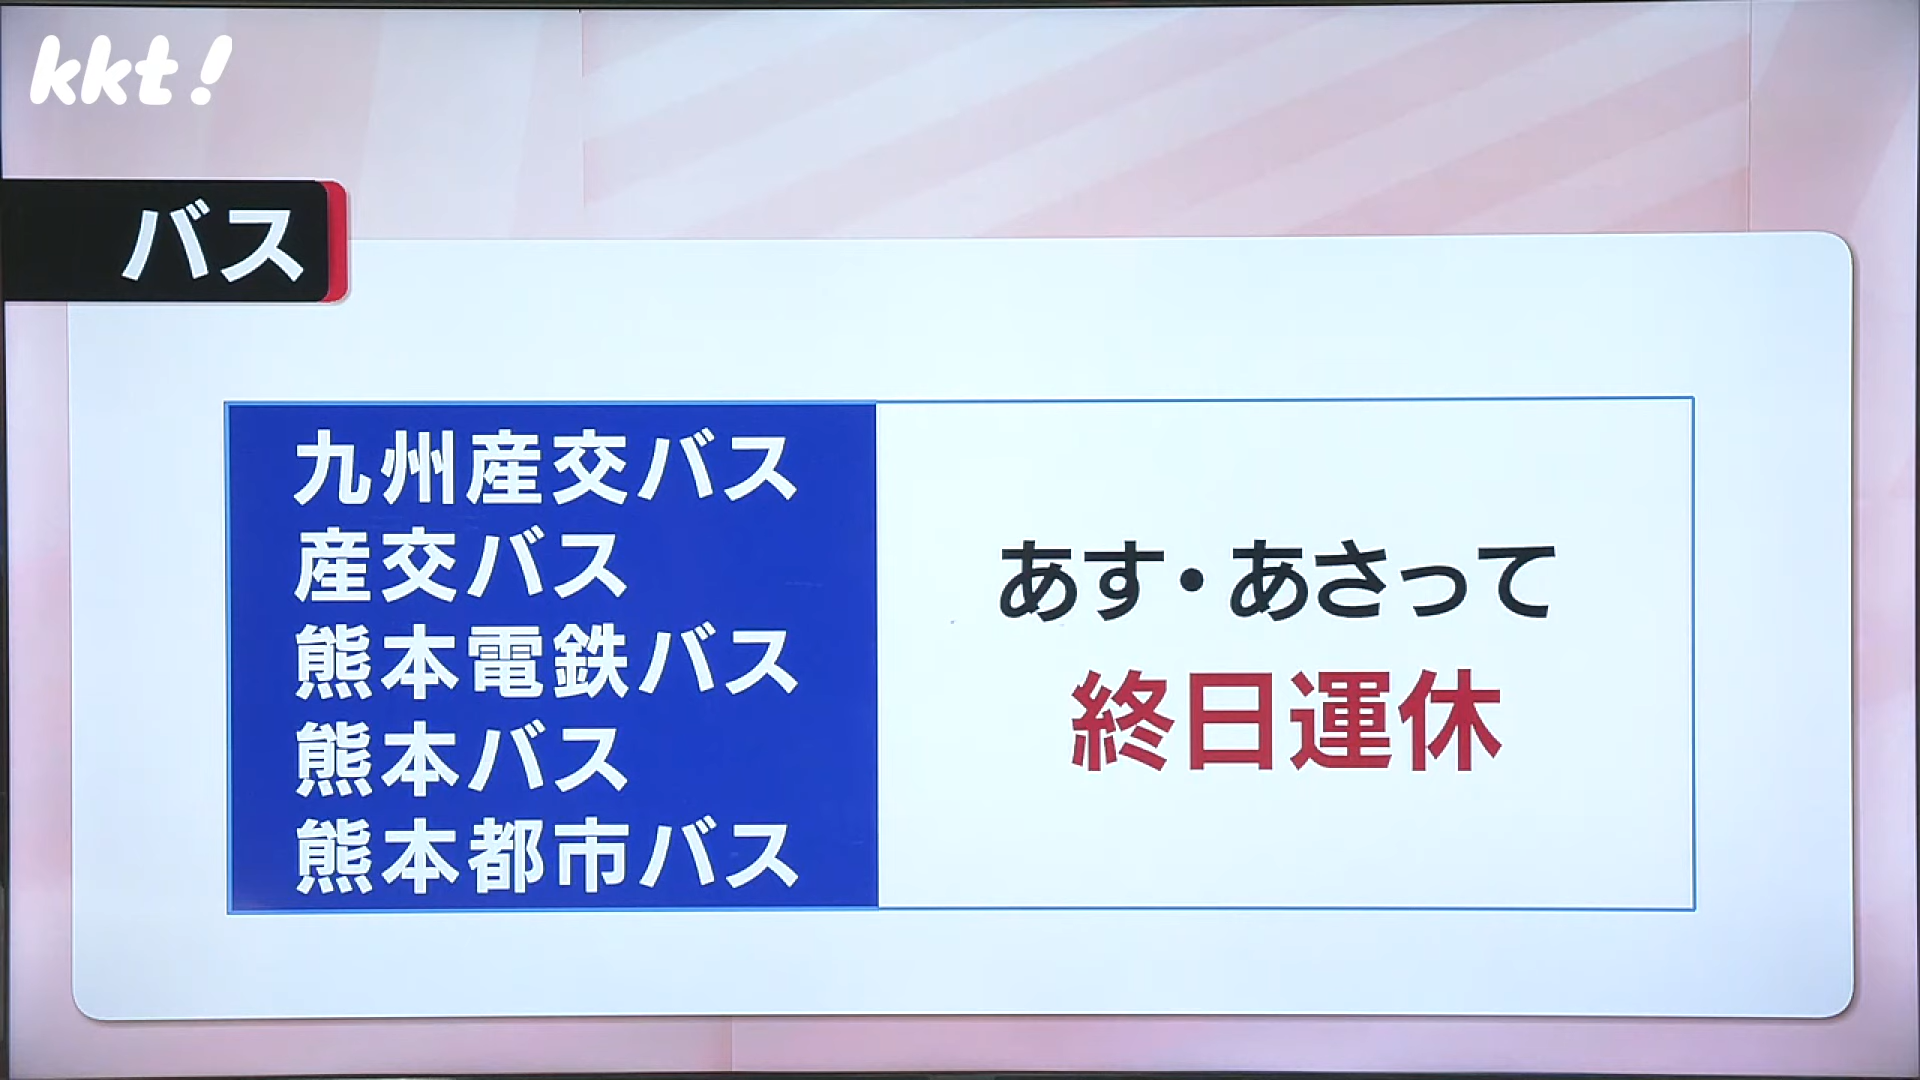 kkt!
バス
九州産交バス
産交バス
熊本電鉄バス
熊本バス
熊本都市バス
あす・あさって
終日運休